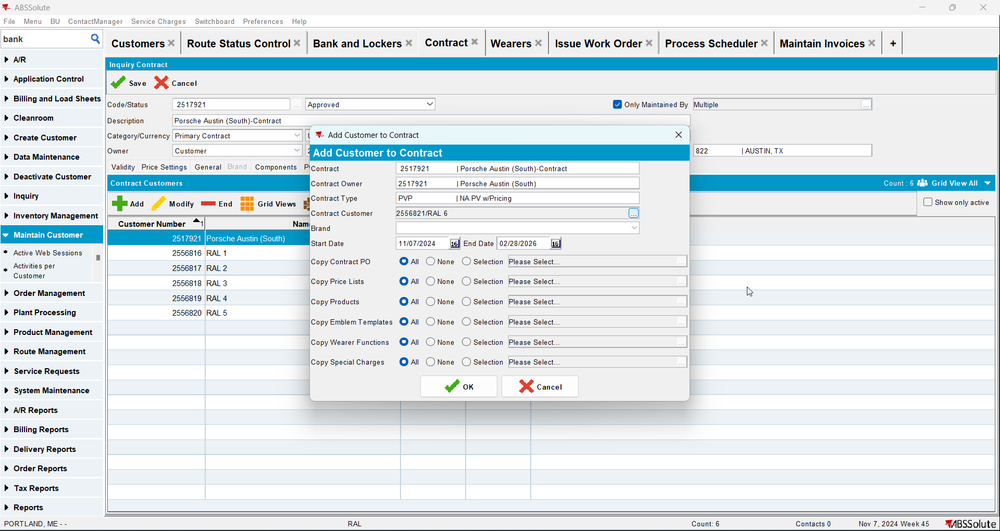 ABSSolute
File Menu BU ContactManager Service Charges Switchboard Preferences Help
bank
Customers Route Status Control Bank and Lockers Contract Wearers Issue Work Order Process Scheduler Maintain Invoices +
A/R
Application Control
Billing and Load Sheets
Cleanroom
Create Customer
Data Maintenance
Deactivate Customer
Inquiry
Inventory Management
Maintain Customer
Active Web Sessions
Activities per
Customer
Order Management
Plant Processing
Product Management
Route Management
Service Requests
System Maintenance
A/R Reports
Billing Reports
Delivery Reports
Order Reports
Tax Reports
Reports
Inquiry Contract
Save Cancel
Code/Status 2517921 ... Approved Only Maintained By Multiple ...
Description Porsche Austin (South)-Contract
Category/Currency Primary Contract
Owner Customer 822 | AUSTIN, TX
Validity Price Settings General Brand Components
Contract Customers Count : 6 Grid View All
Add Modify End Grid Views Show only active
Customer Number 1
2517921 Porsche Austin (South)
2556816 RAL 1
2556817 RAL 2
2556818 RAL 3
2556819 RAL 4
2556820 RAL 5
Add Customer to Contract
Add Customer to Contract
Contract 2517921 | Porsche Austin (South)-Contract
Contract Owner 2517921 | Porsche Austin (South)
Contract Type PVP | NA PV w/Pricing
Contract Customer 2556821/RAL 6 ...
Brand
Start Date 11/07/2024 16 End Date 02/28/2026 16
Copy Contract PO All None Selection Please Select... ...
Copy Price Lists All None Selection Please Select... ...
Copy Products All None Selection Please Select... ...
Copy Emblem Templates All None Selection Please Select... ...
Copy Wearer Functions All None Selection Please Select... ...
Copy Special Charges All None Selection Please Select... ...
OK Cancel
PORTLAND, ME - - RAL Count: 6 Contacts 0 Nov 7, 2024 Week 45 ABSSolute